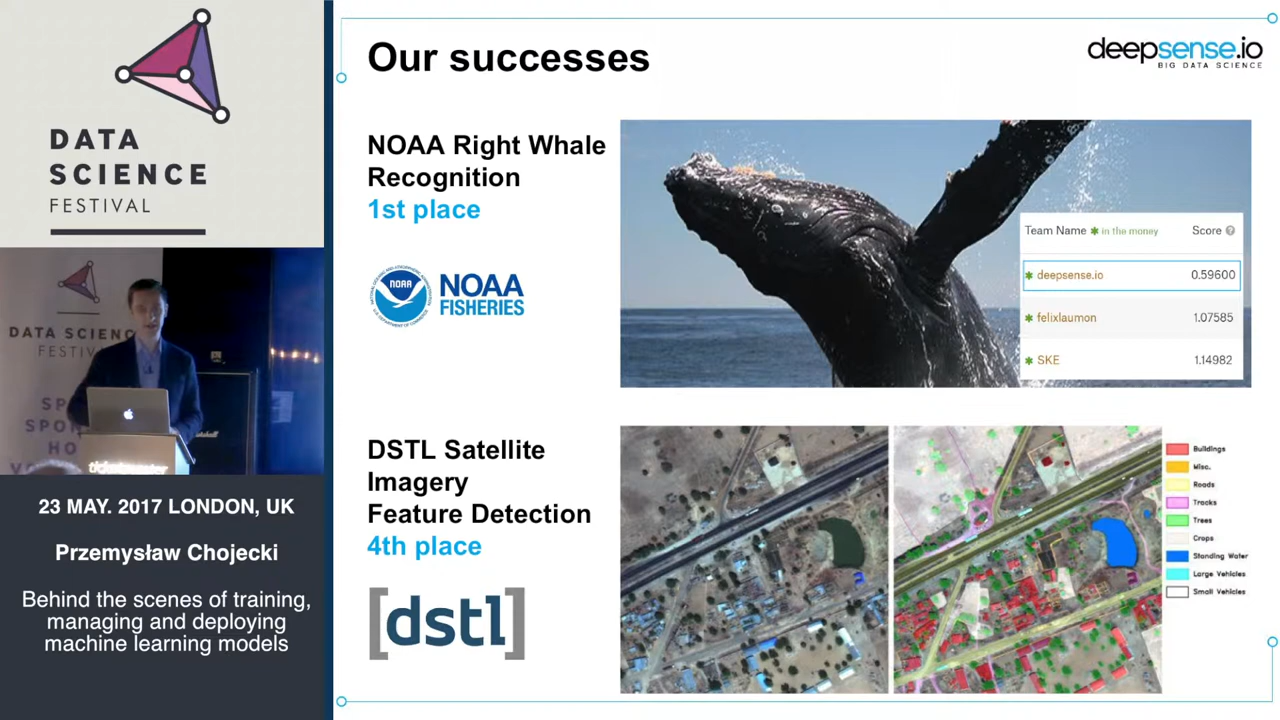 DATA
SCIENCE
FESTIVAL
DATA SCIENC
23 MAY. 2017 LONDON, UK
Przemysław Chojecki
Behind the scenes of training,
managing and deploying
machine learning models
Our successes
deepsense.io
BIG DATA SCIENCE
NOAA Right Whale
Recognition
1st place
NOAA
NOAA
FISHERIES
Team Name * in the money Score ?
* deepsense.io 0.59600
* felixlaumon 1.07585
* SKE 1.14982
DSTL Satellite
Imagery
Feature Detection
4th place
[dstl]
Buildings
Misc.
Roads
Tracks
Trees
Crops
Standing Water
Large Vehicles
Small Vehicles